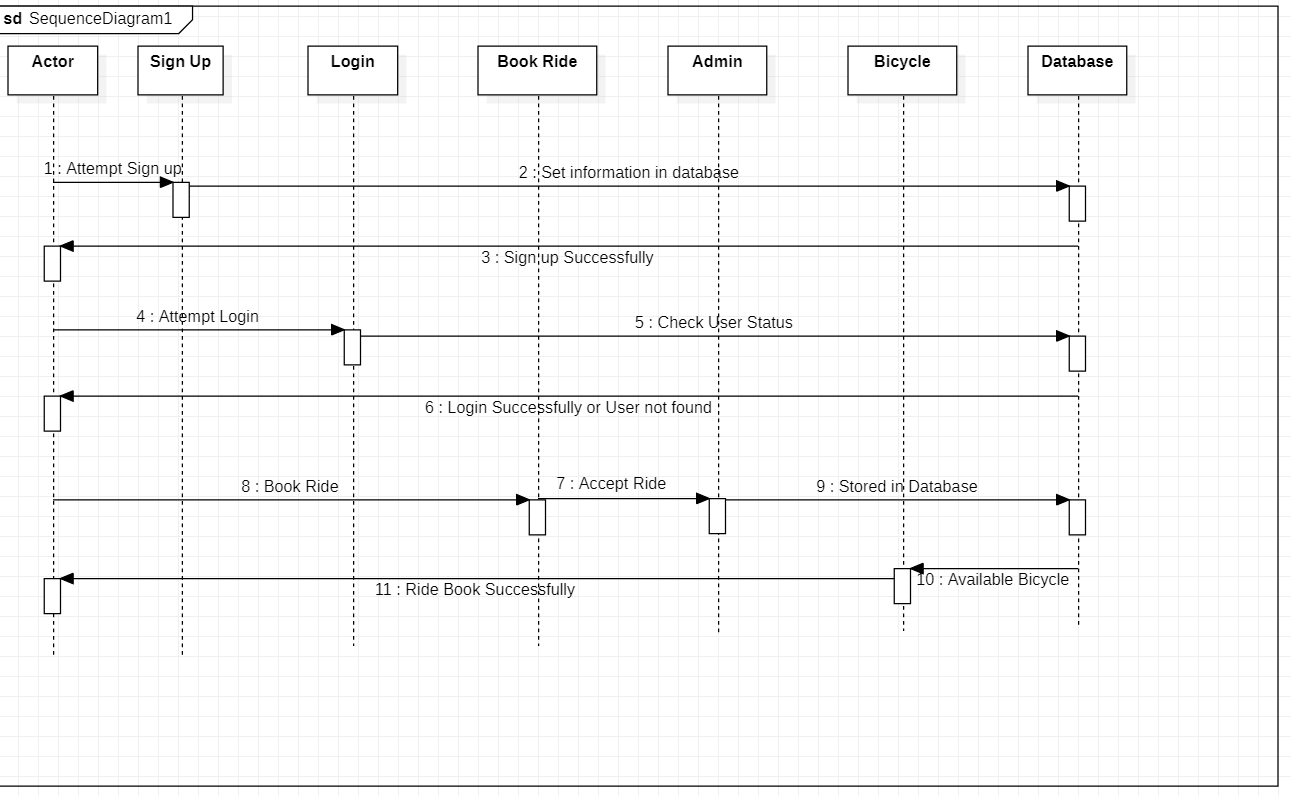 sd SequenceDiagram1
Actor
Sign Up
Login
Book Ride
Admin
Bicycle
Database
1 : Attempt Sign up
2 : Set information in database
3 : Sign up Successfully
4 : Attempt Login
5 : Check User Status
6 : Login Successfully or User not found
8 : Book Ride
7 : Accept Ride
9 : Stored in Database
10 : Available Bicycle
11 : Ride Book Successfully